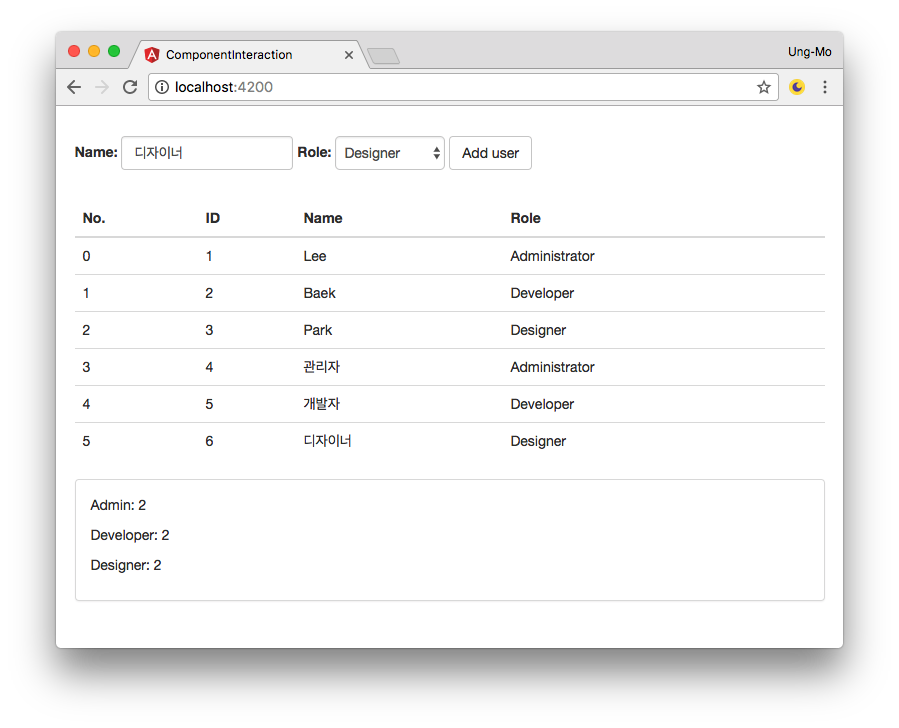 ComponentInteraction
Ung-Mo
localhost:4200
Name: 디자이너 Role: Designer Add user
No. ID Name Role
0 1 Lee Administrator
1 2 Baek Developer
2 3 Park Designer
3 4 관리자 Administrator
4 5 개발자 Developer
5 6 디자이너 Designer
Admin: 2
Developer: 2
Designer: 2